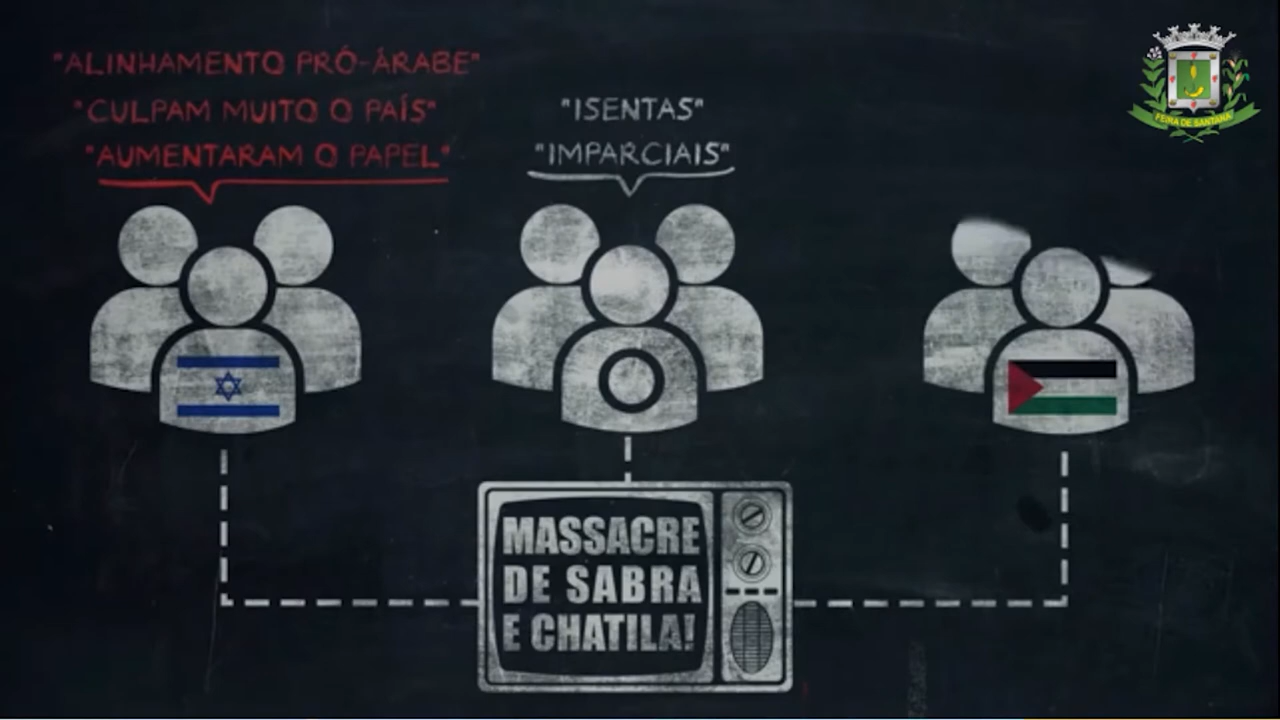 "ALINHAMENTO PRÓ-ÁRABE"
"CULPAM MUITO O PAÍS"
"AUMENTARAM O PAPEL"
"ISENTAS"
"IMPARCIAIS"
FEIRA DE SANTANA
MASSACRE
DE SABRA
E CHATILA!